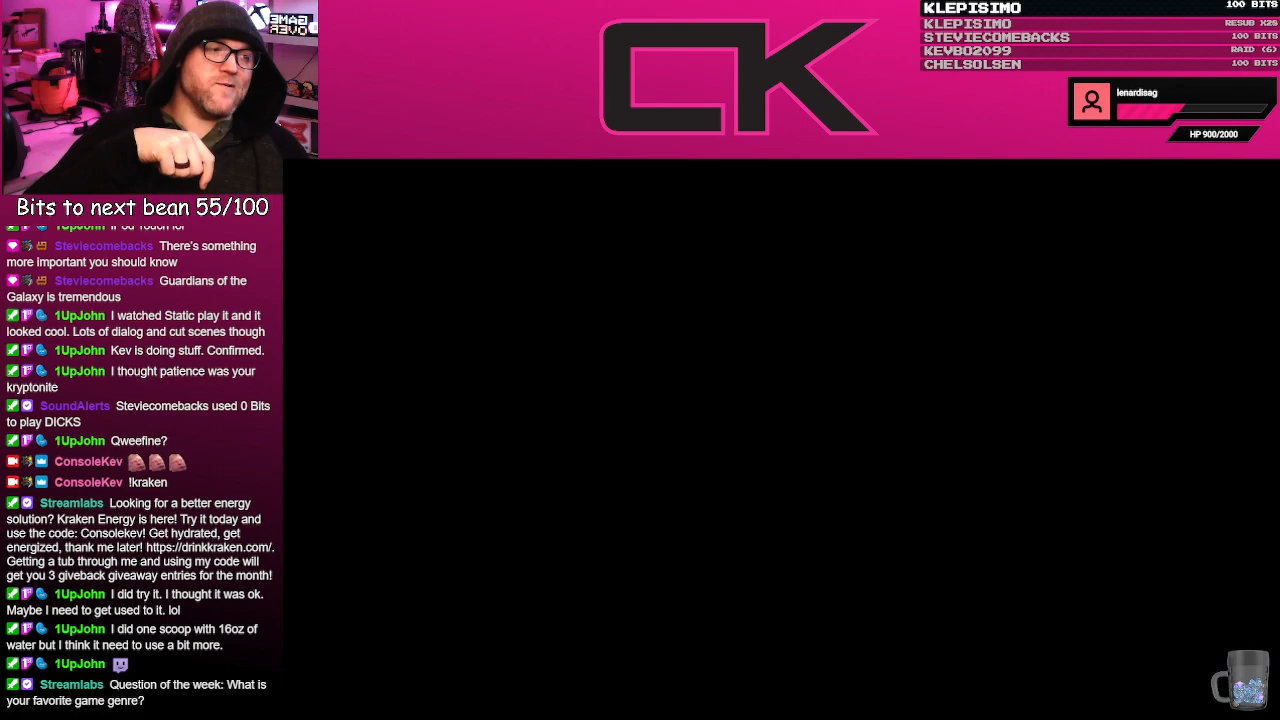 GAME
OVER
CK
KLEPISIMO 100 BITS
KLEPISIMO RESUB X26
STEVIECOMEBACKS 100 BITS
KEVBO2099 RAID (6)
CHELSOLSEN 100 BITS
lenardisag
HP 900/2000
Bits to next bean 55/100
1UpJohn
Steviecomebacks There's something
more important you should know
Steviecomebacks Guardians of the
Galaxy is tremendous
1UpJohn I watched Static play it and it
looked cool. Lots of dialog and cut scenes though
1UpJohn Kev is doing stuff. Confirmed.
1UpJohn I thought patience was your
kryptonite
SoundAlerts Steviecomebacks used 0 Bits
to play DICKS
1UpJohn Qweefine?
ConsoleKev
ConsoleKev !kraken
Streamlabs Looking for a better energy
solution? Kraken Energy is here! Try it today and
use the code: Consolekev! Get hydrated, get
energized, thank me later! https://drinkkraken.com/.
Getting a tub through me and using my code will
get you 3 giveback giveaway entries for the month!
1UpJohn I did try it. I thought it was ok.
Maybe I need to get used to it. lol
1UpJohn I did one scoop with 16oz of
water but I think it need to use a bit more.
1UpJohn
Streamlabs Question of the week: What is
your favorite game genre?